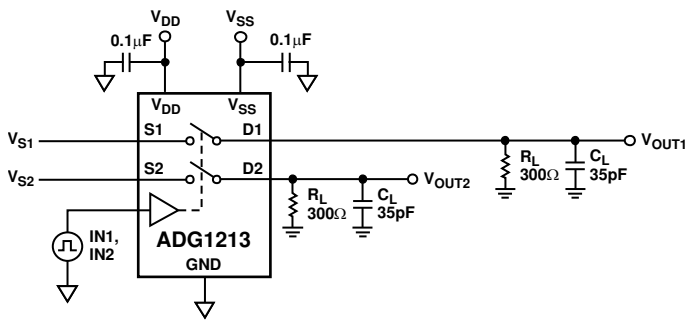 VDD
VSS
0.1µF
0.1µF
VDD
VSS
VS1
S1
D1
VOUT1
VS2
S2
D2
VOUT2
RL
300Ω
CL
35pF
RL
300Ω
CL
35pF
IN1,
IN2
ADG1213
GND